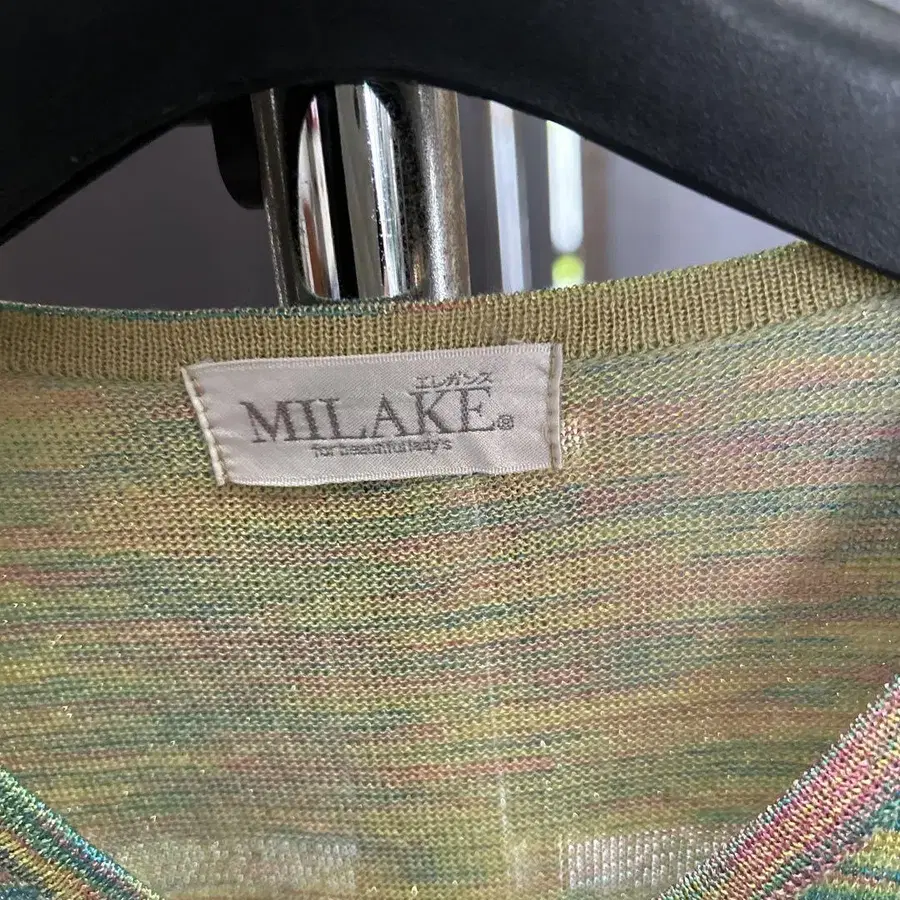 エレガンス
MILAKE®
for beautiful lady's